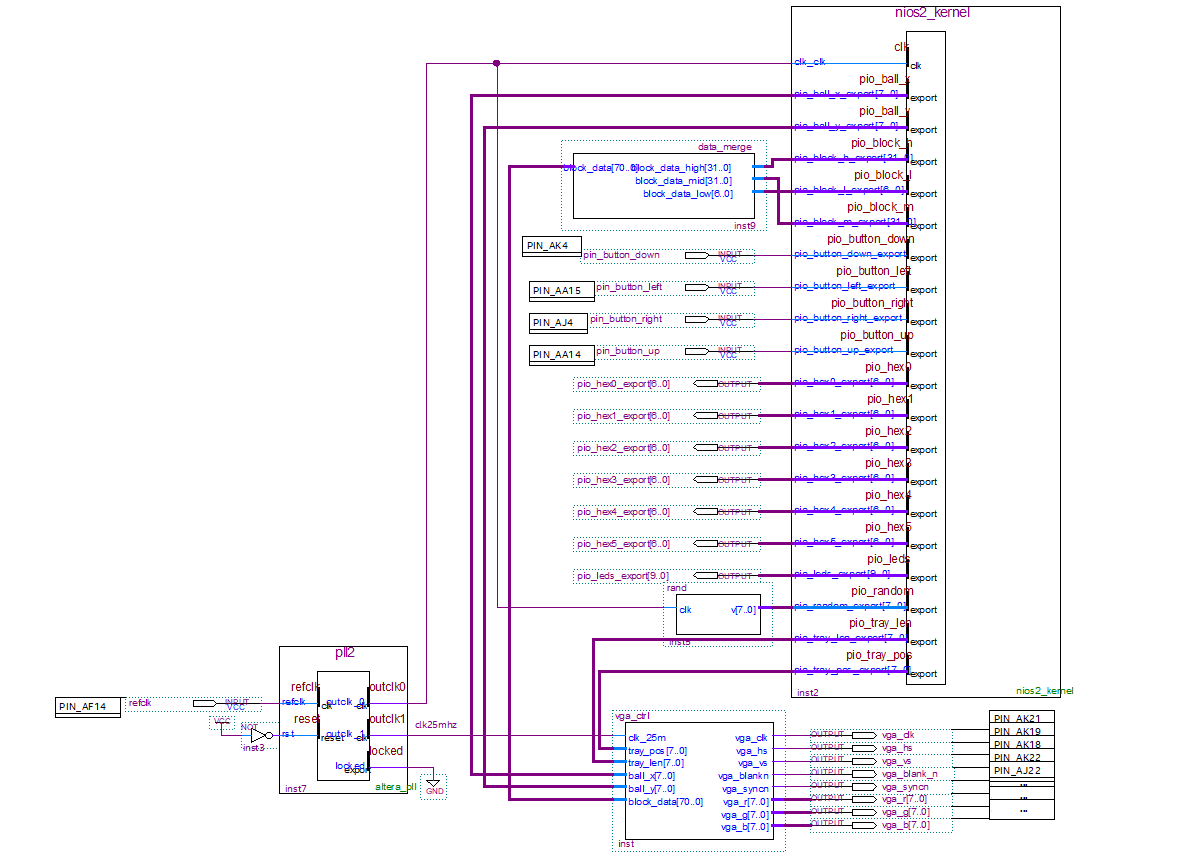 nios2_kernel
clk
clk_clk
clk
pio_ball_x
pio_ball_x_export[7..0]
export
pio_ball_y
pio_ball_y_export[7..0]
export
pio_block_h
pio_block_h_export[31..0]
export
pio_block_l
pio_block_l_export[6..0]
export
pio_block_m
pio_block_m_export[31..0]
export
data_merge
block_data[70..0]
block_data_high[31..0]
block_data_mid[31..0]
block_data_low[6..0]
inst9
pio_button_down
PIN_AK4
pin_button_down
INPUT
VCC
pio_button_down_export
export
pio_button_left
PIN_AA15
pin_button_left
INPUT
VCC
pio_button_left_export
export
pio_button_right
PIN_AJ4
pin_button_right
INPUT
VCC
pio_button_right_export
export
pio_button_up
PIN_AA14
pin_button_up
INPUT
VCC
pio_button_up_export
export
pio_hex0
pio_hex0_export[6..0]
OUTPUT
pio_hex0_export[6..0]
export
pio_hex1
pio_hex1_export[6..0]
OUTPUT
pio_hex1_export[6..0]
export
pio_hex2
pio_hex2_export[6..0]
OUTPUT
pio_hex2_export[6..0]
export
pio_hex3
pio_hex3_export[6..0]
OUTPUT
pio_hex3_export[6..0]
export
pio_hex4
pio_hex4_export[6..0]
OUTPUT
pio_hex4_export[6..0]
export
pio_hex5
pio_hex5_export[6..0]
OUTPUT
pio_hex5_export[6..0]
export
pio_leds
pio_leds_export[9..0]
OUTPUT
pio_leds_export[9..0]
export
rand
clk
v[7..0]
inst5
pio_random
pio_random_export[7..0]
export
pio_tray_len
pio_tray_len_export[7..0]
export
pio_tray_pos
pio_tray_pos_export[7..0]
export
inst2
nios2_kernel
pll2
PIN_AF14
refclk
INPUT
VCC
refclk
refclk
clk
outclk0
outclk_0
clk
VCC
NOT
inst3
reset
rst
reset
outclk1
outclk_1
clk
clk25mhz
locked
locked
export
inst7
altera_pll
GND
vga_ctrl
clk_25m
tray_pos[7..0]
tray_len[7..0]
ball_x[7..0]
ball_y[7..0]
block_data[70..0]
vga_clk
vga_hs
vga_vs
vga_blankn
vga_syncn
vga_r[7..0]
vga_g[7..0]
vga_b[7..0]
inst
OUTPUT
vga_clk
OUTPUT
vga_hs
OUTPUT
vga_vs
OUTPUT
vga_blank_n
OUTPUT
vga_syncn
OUTPUT
vga_r[7..0]
OUTPUT
vga_g[7..0]
OUTPUT
vga_b[7..0]
PIN_AK21
PIN_AK19
PIN_AK18
PIN_AK22
PIN_AJ22
...
...
...